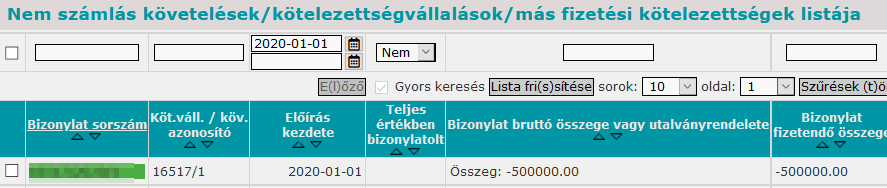 Nem számlás követelések/kötelezettségvállalások/más fizetési kötelezettségek listája
2020-01-01 Nem
E(l)őző Gyors keresés Lista fri(s)sítése sorok: 10 oldal: 1 Szűrések (t)ö
Bizonylat sorszám Köt.váll. / köv. azonosító Előírás kezdete Teljes értékben bizonylatolt Bizonylat bruttó összege vagy utalványrendelete Bizonylat fizetendő összege
16517/1 2020-01-01 Összeg: -500000.00 -500000.00